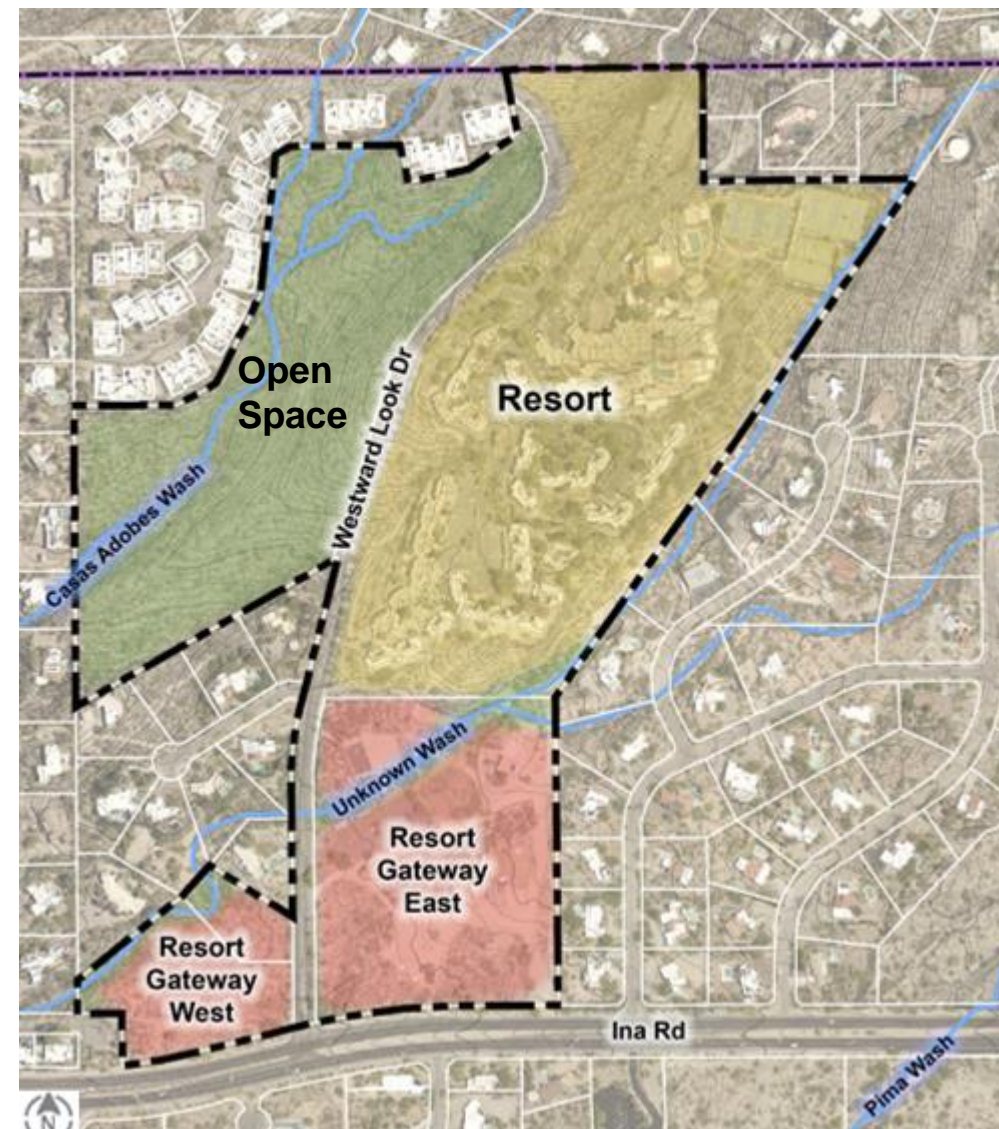 Open
Space
Resort
Westward Look Dr
Casas Adobes Wash
Unknown Wash
Resort
Gateway
East
Resort
Gateway
West
Ina Rd
Pima Wash
N